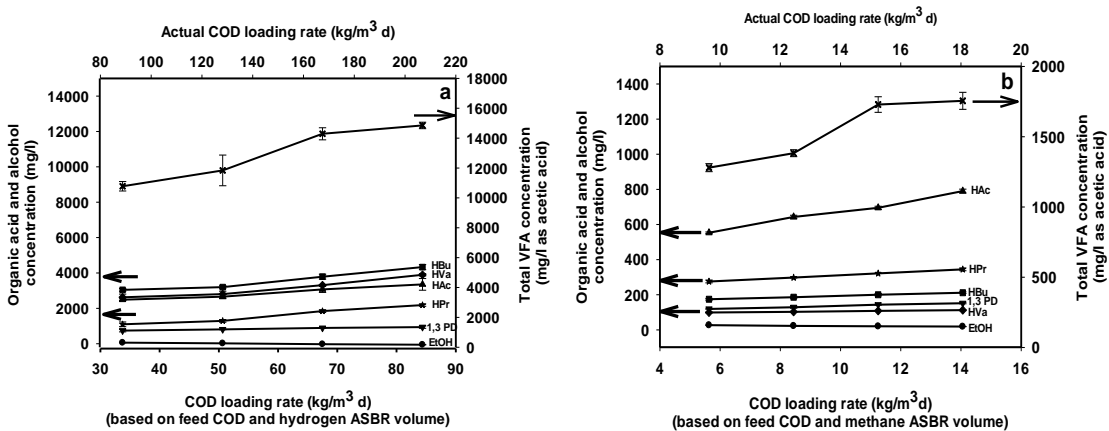 Actual COD loading rate (kg/m³ d)
80 100 120 140 160 180 200 220
a
Organic acid and alcohol
concentration (mg/l)
14000
12000
10000
8000
6000
4000
2000
0
18000
16000
14000
12000
10000
8000
6000
4000
2000
0
Total VFA concentration
(mg/l as acetic acid)
HBu
HVa
HAc
HPr
1,3 PD
EtOH
30 40 50 60 70 80 90
COD loading rate (kg/m³ d)
(based on feed COD and hydrogen ASBR volume)
Actual COD loading rate (kg/m³ d)
8 10 12 14 16 18 20
b
Organic acid and alcohol
concentration (mg/l)
1400
1200
1000
800
600
400
200
0
2000
1500
1000
500
0
Total VFA concentration
(mg/l as acetic acid)
HAc
HPr
HBu
1,3 PD
HVa
EtOH
4 6 8 10 12 14 16
COD loading rate (kg/m³d)
(based on feed COD and methane ASBR volume)